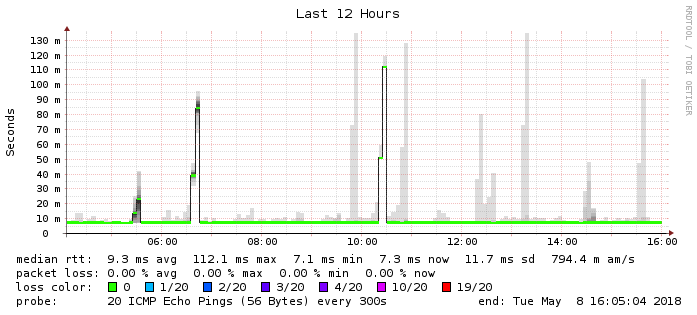 Last 12 Hours
RRDTOOL / TOBI OETIKER
Seconds
130 m
120 m
110 m
100 m
90 m
80 m
70 m
60 m
50 m
40 m
30 m
20 m
10 m
0
06:00 08:00 10:00 12:00 14:00 16:00
median rtt: 9.3 ms avg 112.1 ms max 7.1 ms min 7.3 ms now 11.7 ms sd 794.4 m am/s
packet loss: 0.00 % avg 0.00 % max 0.00 % min 0.00 % now
loss color: 0 1/20 2/20 3/20 4/20 10/20 19/20
probe: 20 ICMP Echo Pings (56 Bytes) every 300s end: Tue May 8 16:05:04 2018